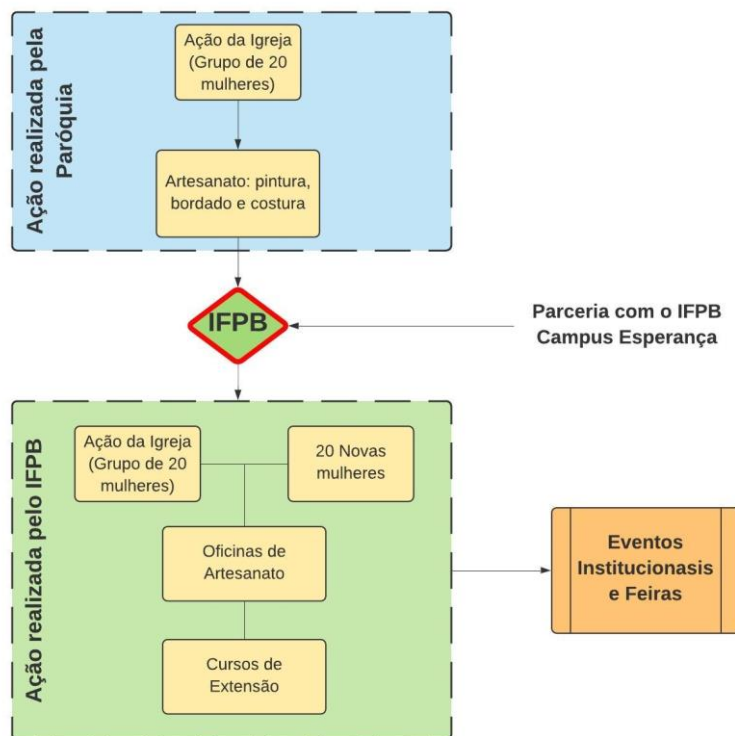 Ação realizada pela
Paróquia
Ação da Igreja
(Grupo de 20
mulheres)
Artesanato: pintura,
bordado e costura
IFPB
Parceria com o IFPB
Campus Esperança
Ação realizada pelo IFPB
Ação da Igreja
(Grupo de 20
mulheres)
20 Novas
mulheres
Oficinas de
Artesanato
Cursos de
Extensão
Eventos
Institucionasis
e Feiras